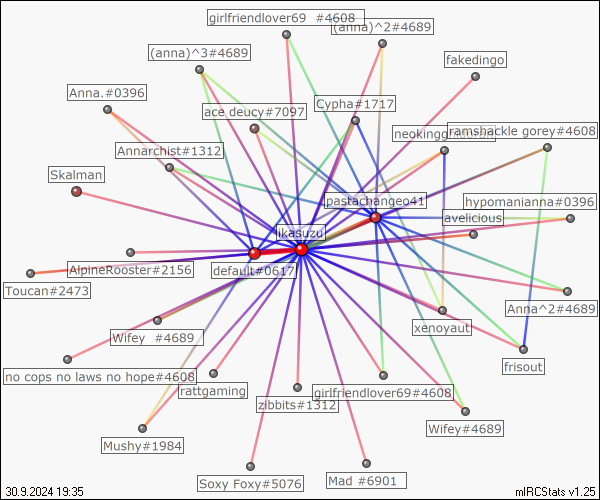 girlfriendlover69 #4608
(anna)^2#4689
(anna)^3#4689
fakedingo
Anna.#0396
Cypha#1717
ace deucy#7097
ramshackle gorey#4608
Annarchist#1312
Skalman
pastachangeo41
hypomanianna#0396
avelicious
ikasuzu
default#0617
AlpineRooster#2156
Toucan#2473
Anna^2#4689
xenoyaut
Wifey #4689
frisout
no cops no laws no hope#4608
rattgaming
girlfriendlover69#4608
zibbits#1312
Wifey#4689
Mushy#1984
Soxy Foxy#5076
Mad #6901
30.9.2024 19:35
mIRCStats v1.25